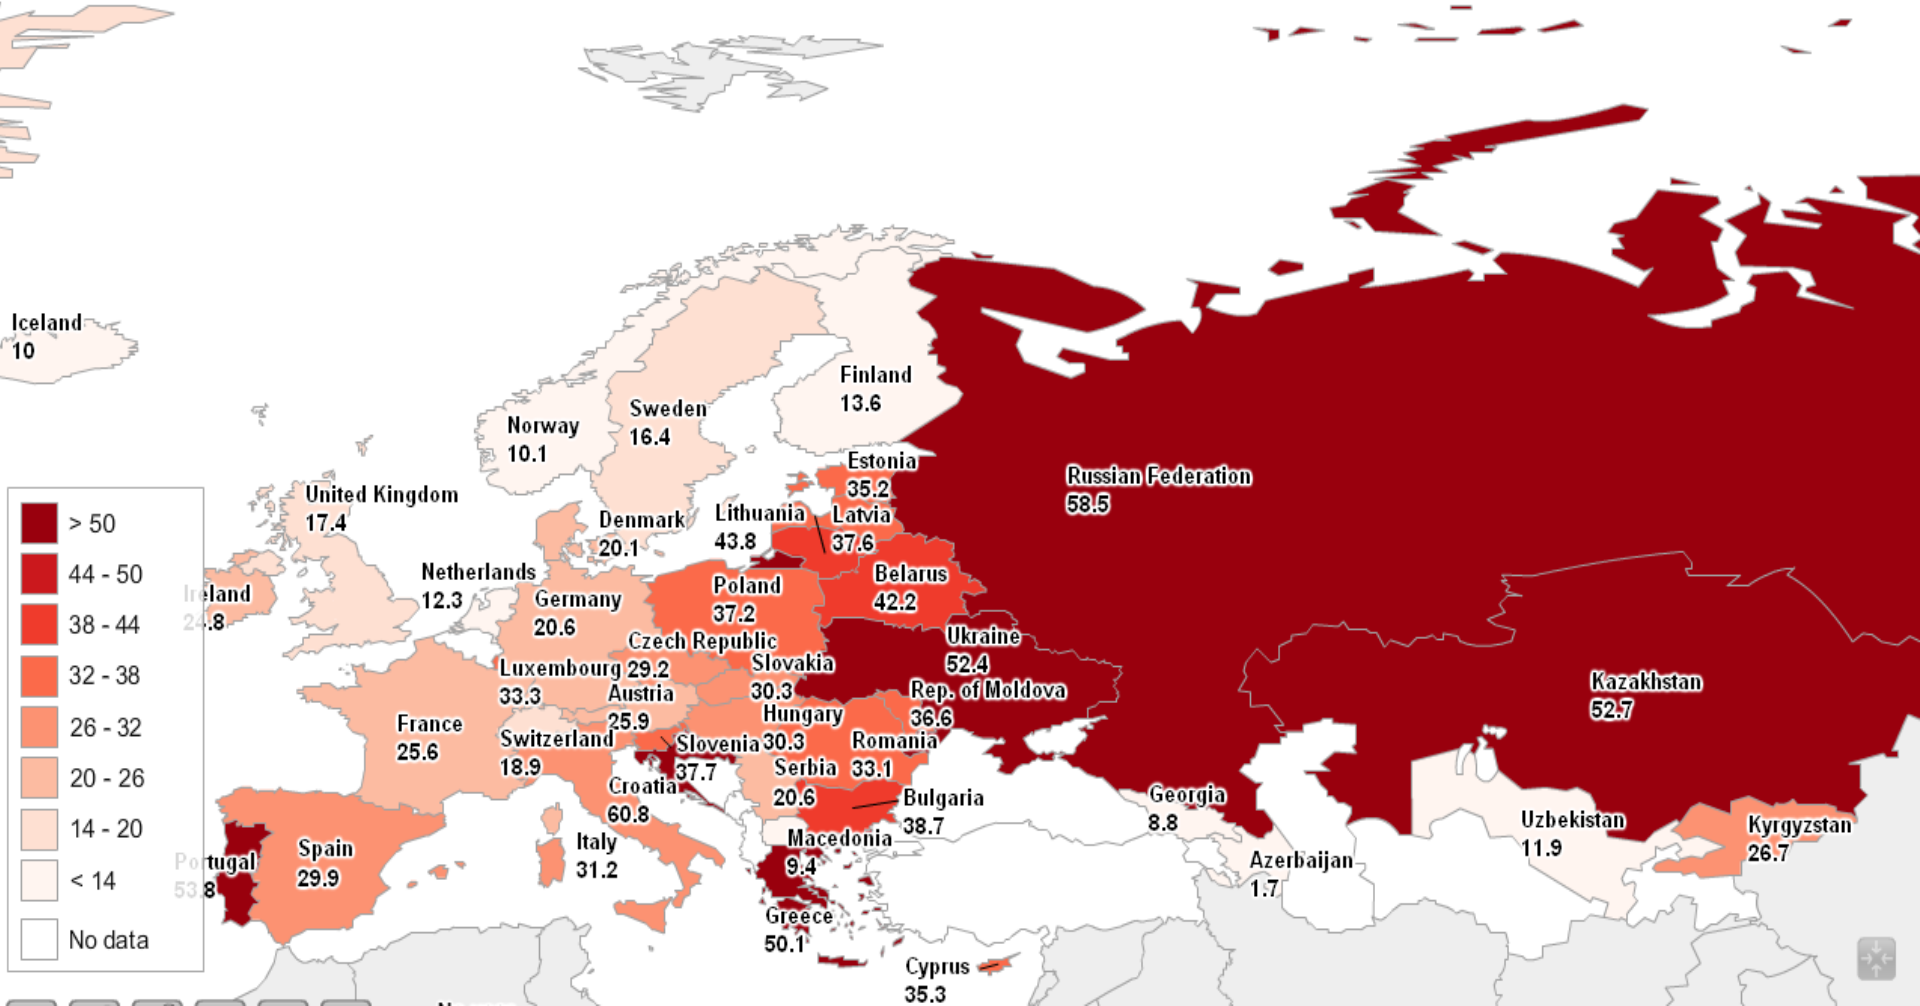 Iceland
10
Norway
10.1
Sweden
16.4
Finland
13.6
Estonia
35.2
Russian Federation
58.5
United Kingdom
17.4
Denmark
20.1
Lithuania
43.8
Latvia
37.6
Ireland
24.8
Netherlands
12.3
Germany
20.6
Poland
37.2
Belarus
42.2
Czech Republic
29.2
Ukraine
52.4
Luxembourg
33.3
Slovakia
30.3
Austria
25.9
Rep. of Moldova
36.6
Kazakhstan
52.7
France
25.6
Switzerland
18.9
Hungary
30.3
Slovenia
37.7
Romania
33.1
Serbia
20.6
Croatia
60.8
Bulgaria
38.7
Georgia
8.8
Uzbekistan
11.9
Kyrgyzstan
26.7
Portugal
53.8
Spain
29.9
Italy
31.2
Macedonia
9.4
Azerbaijan
1.7
Greece
50.1
Cyprus
35.3
> 50
44 - 50
38 - 44
32 - 38
26 - 32
20 - 26
14 - 20
< 14
No data